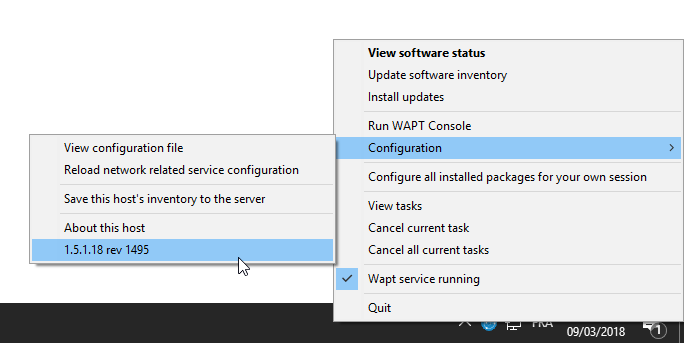 View software status
Update software inventory
Install updates
Run WAPT Console
Configuration
Configure all installed packages for your own session
View tasks
Cancel current task
Cancel all current tasks
Wapt service running
Quit
View configuration file
Reload network related service configuration
Save this host's inventory to the server
About this host
1.5.1.18 rev 1495
FRA
09/03/2018
1